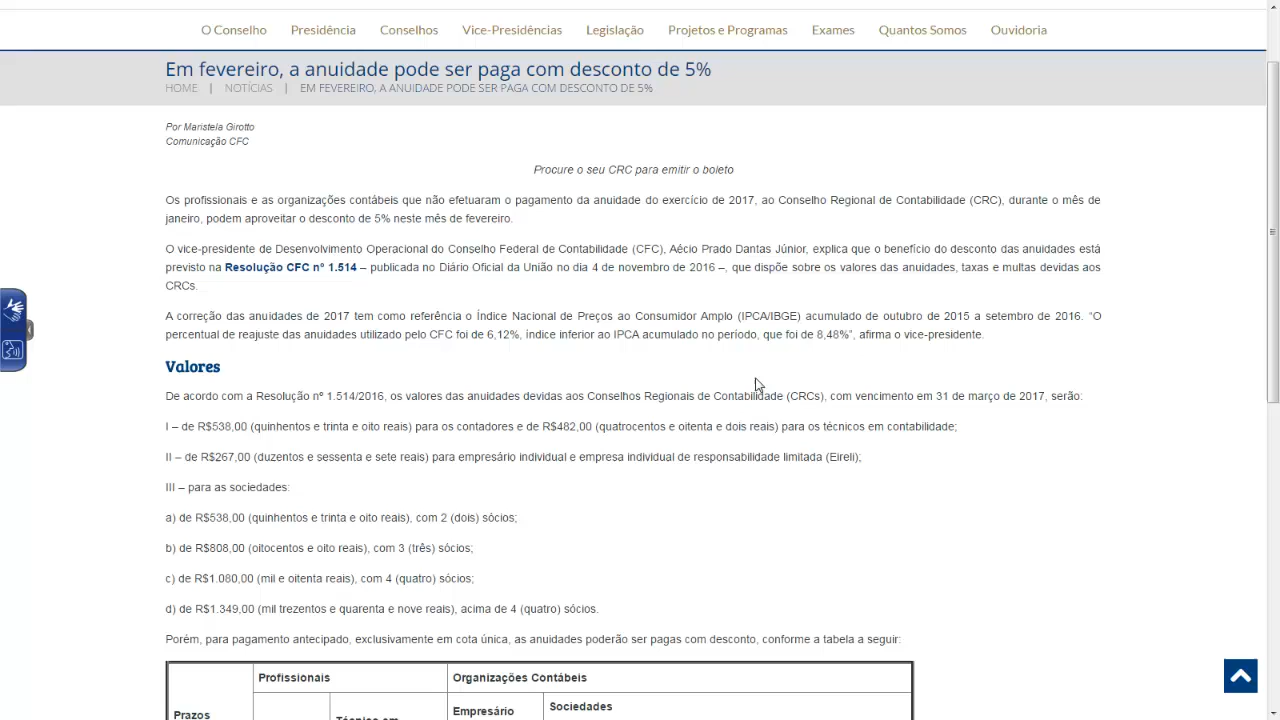 O Conselho Presidência Conselhos Vice-Presidências Legislação Projetos e Programas Exames Quantos Somos Ouvidoria
Em fevereiro, a anuidade pode ser paga com desconto de 5%
HOME | NOTÍCIAS | EM FEVEREIRO, A ANUIDADE PODE SER PAGA COM DESCONTO DE 5%
Por Maristela Girotto
Comunicação CFC
Procure o seu CRC para emitir o boleto
Os profissionais e as organizações contábeis que não efetuaram o pagamento da anuidade do exercício de 2017, ao Conselho Regional de Contabilidade (CRC), durante o mês de
janeiro, podem aproveitar o desconto de 5% neste mês de fevereiro.
O vice-presidente de Desenvolvimento Operacional do Conselho Federal de Contabilidade (CFC), Aécio Prado Dantas Júnior, explica que o benefício do desconto das anuidades está
previsto na Resolução CFC nº 1.514 – publicada no Diário Oficial da União no dia 4 de novembro de 2016 –, que dispõe sobre os valores das anuidades, taxas e multas devidas aos
CRCs.
A correção das anuidades de 2017 tem como referência o Índice Nacional de Preços ao Consumidor Amplo (IPCA/IBGE) acumulado de outubro de 2015 a setembro de 2016. “O
percentual de reajuste das anuidades utilizado pelo CFC foi de 6,12%, índice inferior ao IPCA acumulado no período, que foi de 8,48%”, afirma o vice-presidente.
Valores
De acordo com a Resolução nº 1.514/2016, os valores das anuidades devidas aos Conselhos Regionais de Contabilidade (CRCs), com vencimento em 31 de março de 2017, serão:
I – de R$538,00 (quinhentos e trinta e oito reais) para os contadores e de R$482,00 (quatrocentos e oitenta e dois reais) para os técnicos em contabilidade;
II – de R$267,00 (duzentos e sessenta e sete reais) para empresário individual e empresa individual de responsabilidade limitada (Eireli);
III – para as sociedades:
a) de R$538,00 (quinhentos e trinta e oito reais), com 2 (dois) sócios;
b) de R$808,00 (oitocentos e oito reais), com 3 (três) sócios;
c) de R$1.080,00 (mil e oitenta reais), com 4 (quatro) sócios;
d) de R$1.349,00 (mil trezentos e quarenta e nove reais), acima de 4 (quatro) sócios.
Porém, para pagamento antecipado, exclusivamente em cota única, as anuidades poderão ser pagas com desconto, conforme a tabela a seguir:
Profissionais Organizações Contábeis
Prazos Técnico em Empresário Sociedades